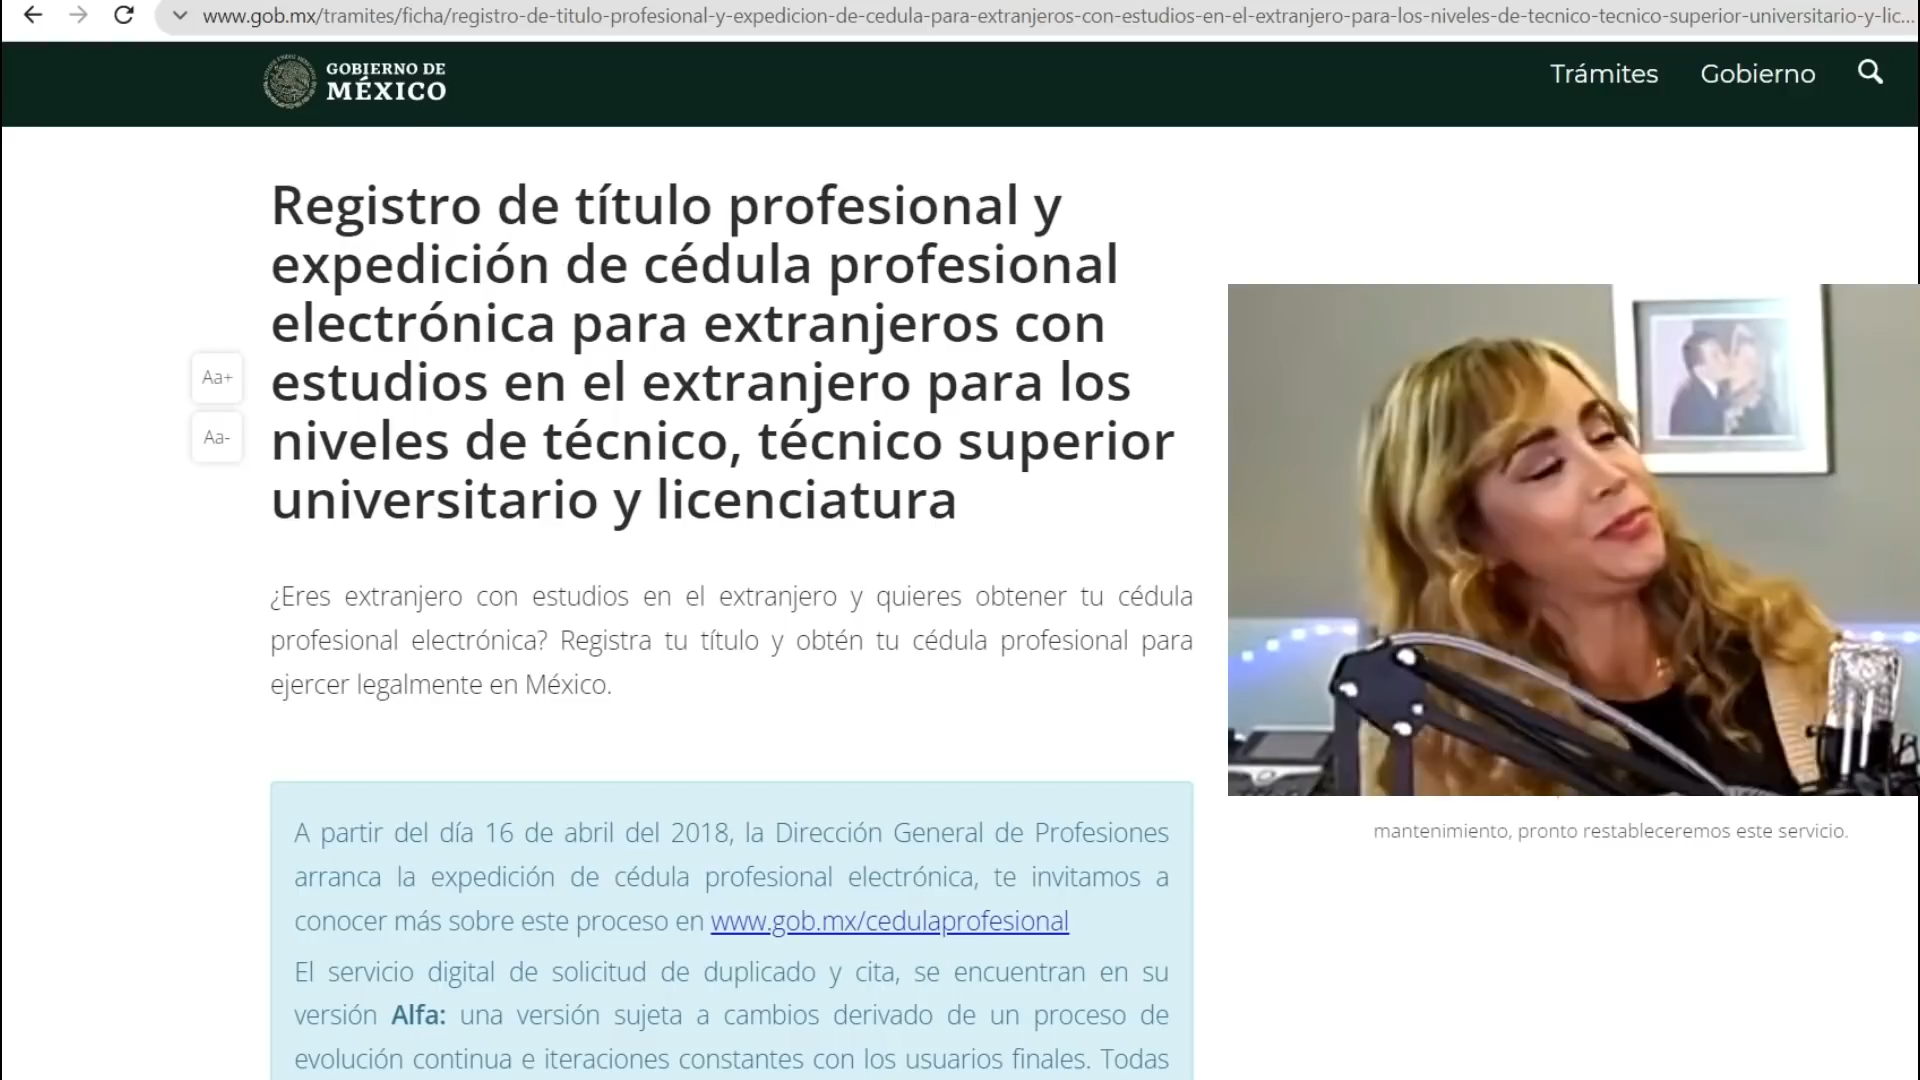 www.gob.mx/tramites/ficha/registro-de-titulo-profesional-y-expedicion-de-cedula-para-extranjeros-con-estudios-en-el-extranjero-para-los-niveles-de-tecnico-tecnico-superior-universitario-y-lic...
GOBIERNO DE
MÉXICO
Trámites
Gobierno
Registro de título profesional y
expedición de cédula profesional
electrónica para extranjeros con
estudios en el extranjero para los
niveles de técnico, técnico superior
universitario y licenciatura
Aa+
Aa-
¿Eres extranjero con estudios en el extranjero y quieres obtener tu cédula
profesional electrónica? Registra tu título y obtén tu cédula profesional para
ejercer legalmente en México.
A partir del día 16 de abril del 2018, la Dirección General de Profesiones
arranca la expedición de cédula profesional electrónica, te invitamos a
conocer más sobre este proceso en www.gob.mx/cedulaprofesional
El servicio digital de solicitud de duplicado y cita, se encuentran en su
versión Alfa: una versión sujeta a cambios derivado de un proceso de
evolución continua e iteraciones constantes con los usuarios finales. Todas
mantenimiento, pronto restableceremos este servicio.